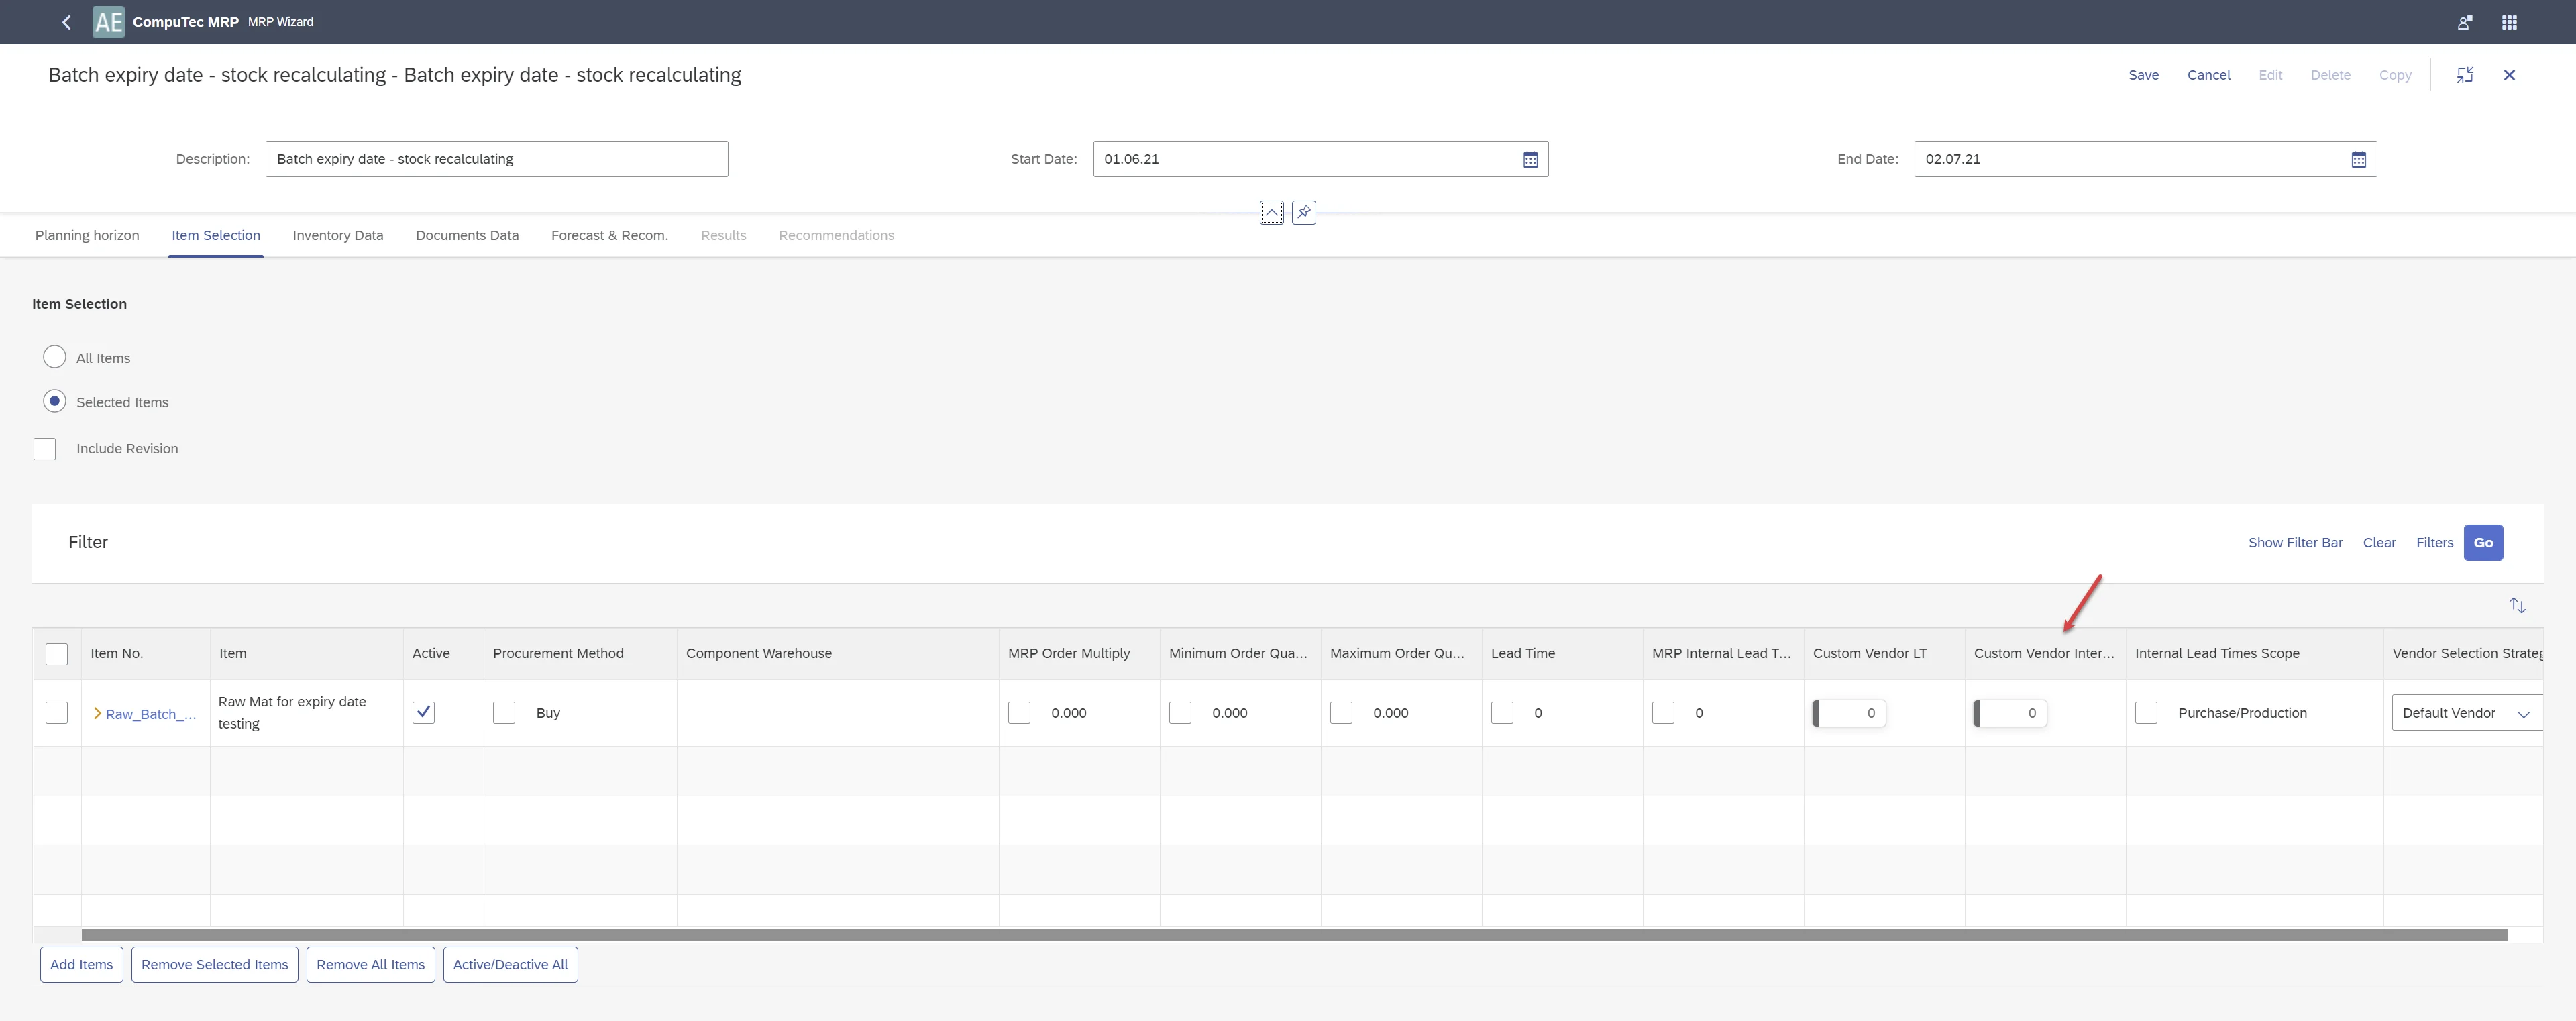 AE CompuTec MRP MRP Wizard
Batch expiry date - stock recalculating - Batch expiry date - stock recalculating
Save Cancel Edit Delete Copy
Description: Batch expiry date - stock recalculating Start Date: 01.06.21 End Date: 02.07.21
Planning horizon Item Selection Inventory Data Documents Data Forecast & Recom. Results Recommendations
Item Selection
All Items
Selected Items
Include Revision
Filter Show Filter Bar Clear Filters Go
Item No. Item Active Procurement Method Component Warehouse MRP Order Multiply Minimum Order Qua... Maximum Order Qu... Lead Time MRP Internal Lead T... Custom Vendor LT Custom Vendor Inter... Internal Lead Times Scope Vendor Selection Strateg
Raw_Batch_... Raw Mat for expiry date testing Buy 0.000 0.000 0.000 0 0 0 0 Purchase/Production Default Vendor
Add Items Remove Selected Items Remove All Items Active/Deactive All